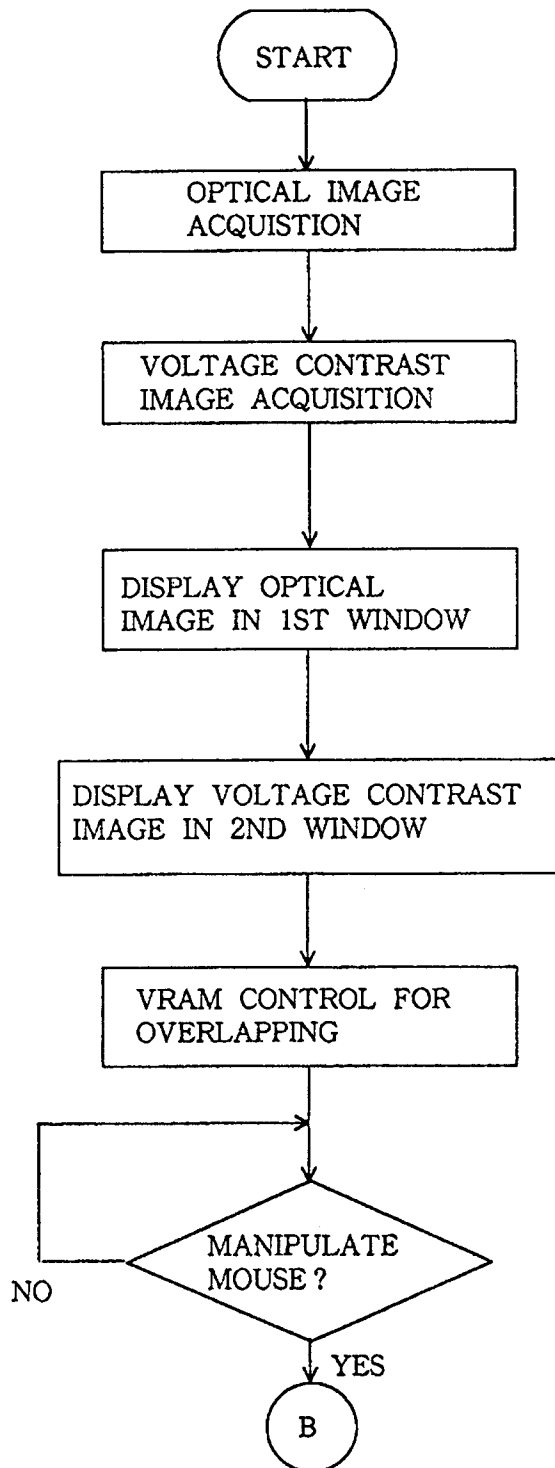 START
OPTICAL IMAGE
ACQUISTION
VOLTAGE CONTRAST
IMAGE ACQUISITION
DISPLAY OPTICAL
IMAGE IN 1ST WINDOW
DISPLAY VOLTAGE CONTRAST
IMAGE IN 2ND WINDOW
VRAM CONTROL FOR
OVERLAPPING
MANIPULATE
MOUSE ?
NO
YES
B